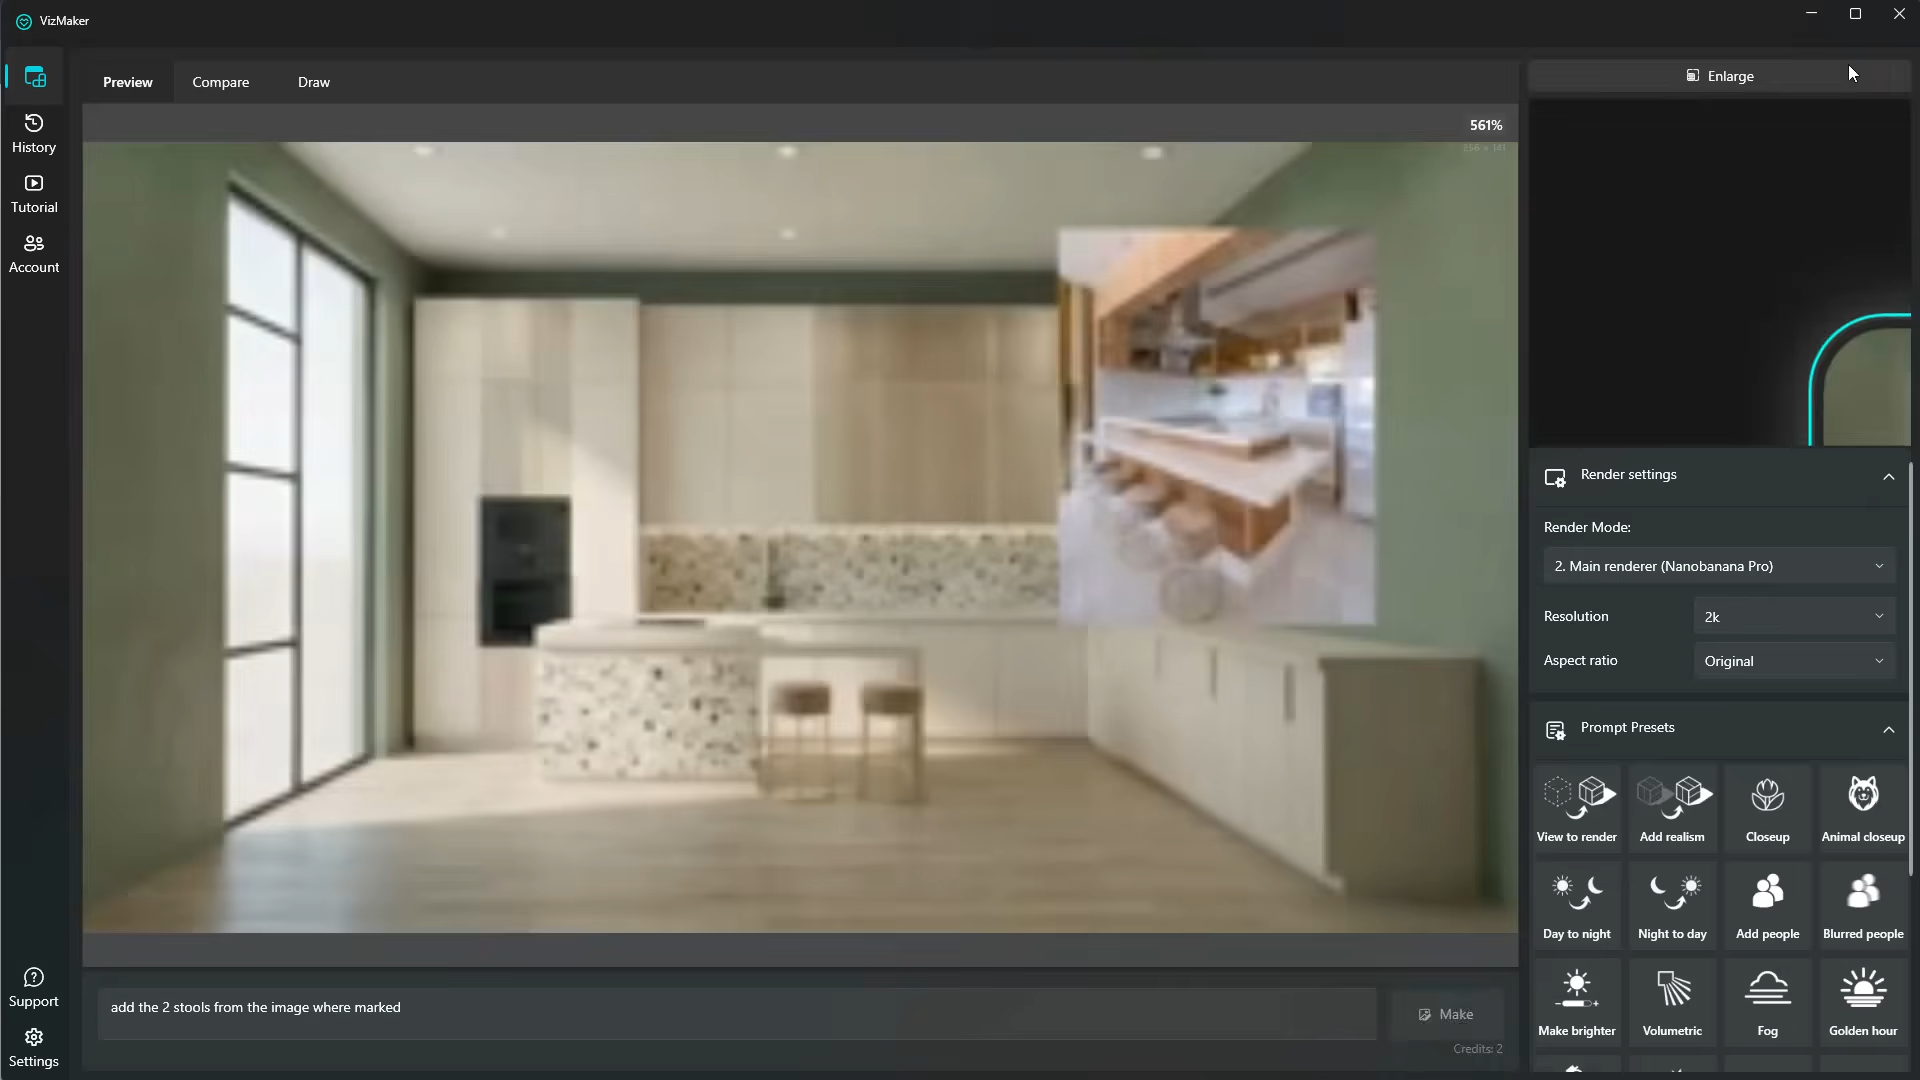 VizMaker
Preview
Compare
Draw
Enlarge
561%
256 × 141
History
Tutorial
Account
Render settings
Render Mode:
2. Main renderer (Nanobanana Pro)
Resolution
2k
Aspect ratio
Original
Prompt Presets
View to render
Add realism
Closeup
Animal closeup
Day to night
Night to day
Add people
Blurred people
Make brighter
Volumetric
Fog
Golden hour
Support
Settings
add the 2 stools from the image where marked
Make
Credits: 2